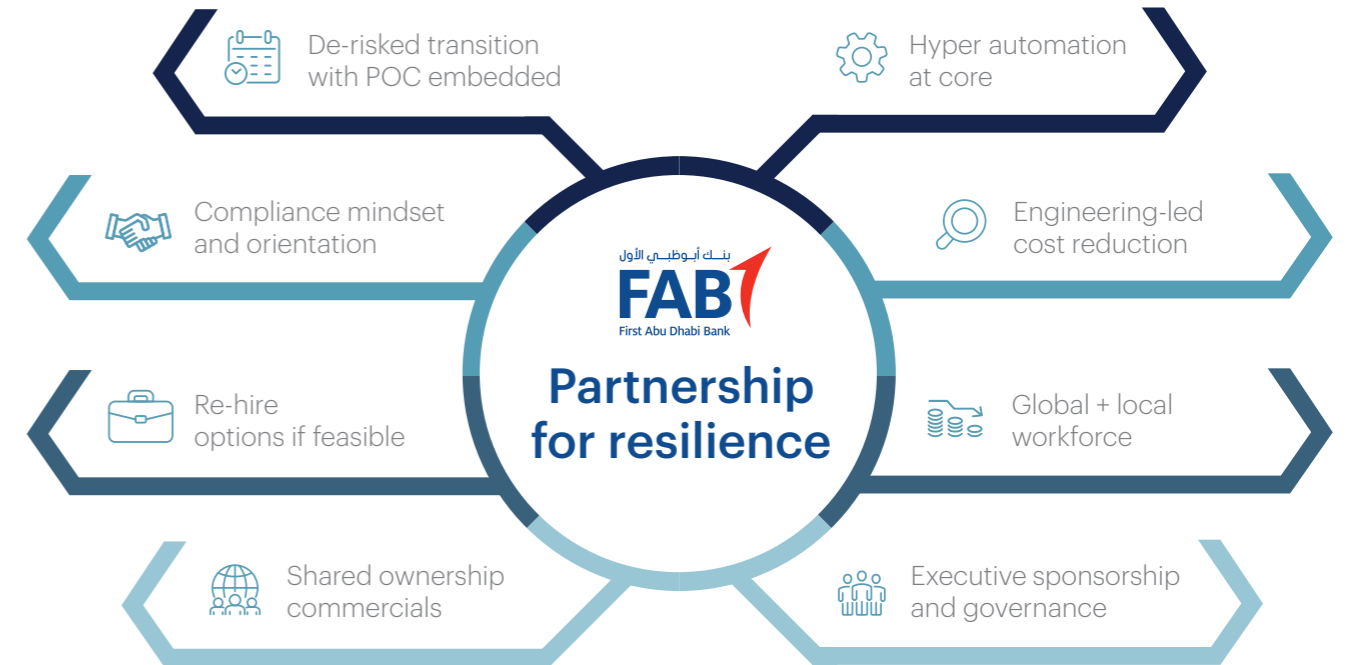 De-risked transition
with POC embedded
Hyper automation
at core
Compliance mindset
and orientation
Engineering-led
cost reduction
بنــك أبـوظبــي الأول
FAB
First Abu Dhabi Bank
Partnership
for resilience
Re-hire
options if feasible
Global + local
workforce
Shared ownership
commercials
Executive sponsorship
and governance